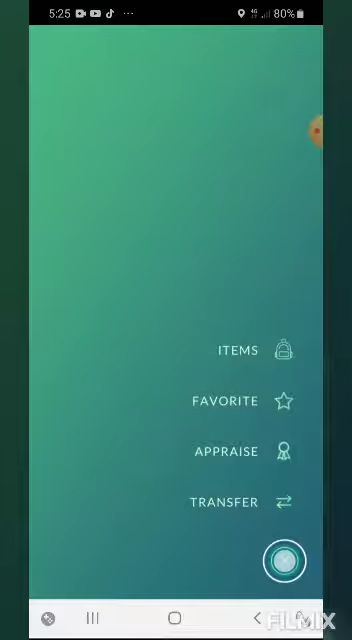 5:25
80%
ITEMS
FAVORITE
APPRAISE
TRANSFER
FILMIX